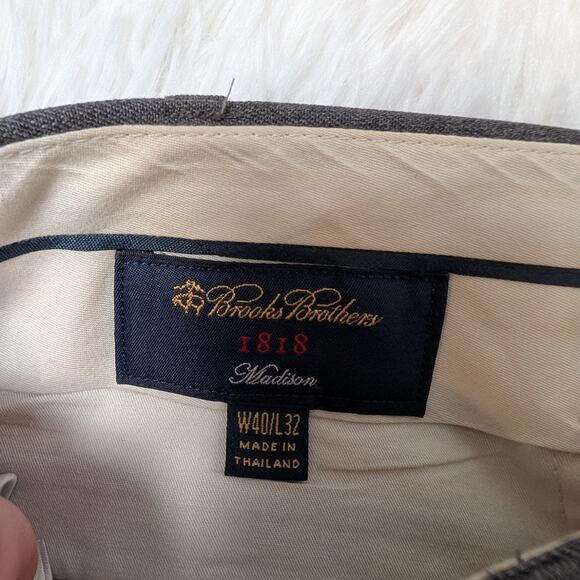 Brooks Brothers
1818
Madison
W40/L32
MADE IN
THAILAND